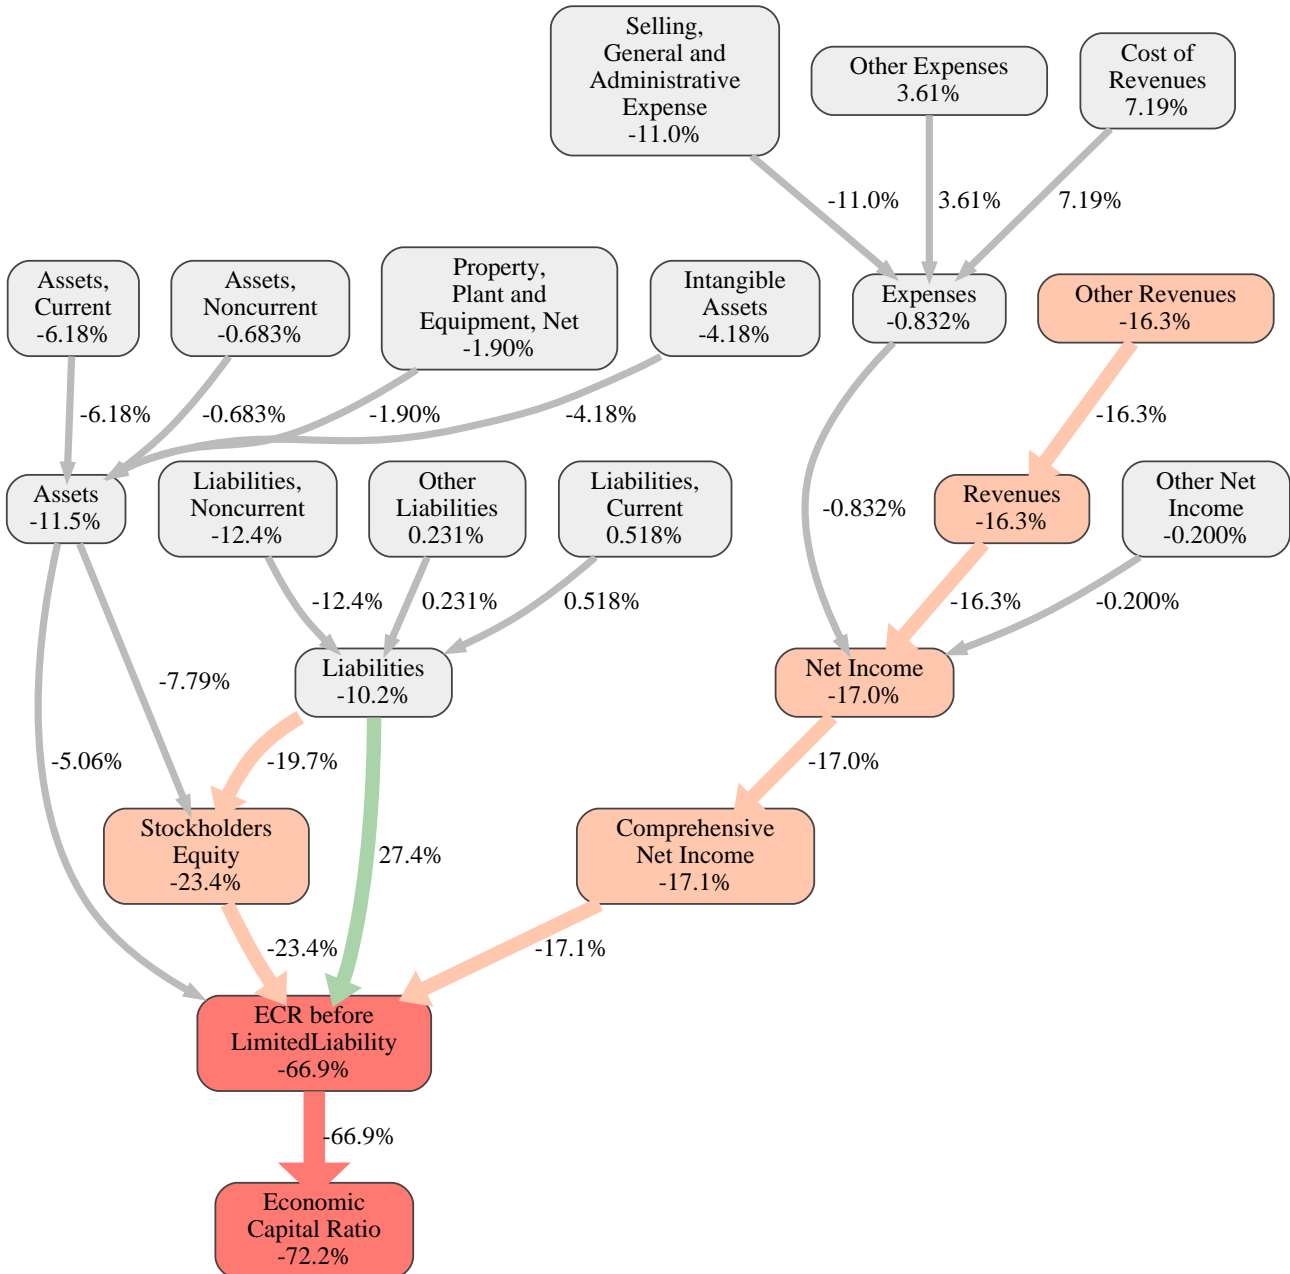 Selling,
General and
Administrative
Expense
-11.0%
Other Expenses
3.61%
Cost of
Revenues
7.19%
-11.0%
3.61%
7.19%
Assets,
Current
-6.18%
Assets,
Noncurrent
-0.683%
Property,
Plant and
Equipment, Net
-1.90%
Intangible
Assets
-4.18%
Expenses
-0.832%
Other Revenues
-16.3%
-6.18%
-0.683%
-1.90%
-4.18%
-16.3%
Assets
-11.5%
Liabilities,
Noncurrent
-12.4%
Other
Liabilities
0.231%
Liabilities,
Current
0.518%
-0.832%
Revenues
-16.3%
Other Net
Income
-0.200%
-12.4%
0.231%
0.518%
-16.3%
-0.200%
-7.79%
Liabilities
-10.2%
Net Income
-17.0%
-5.06%
-19.7%
-17.0%
Stockholders
Equity
-23.4%
27.4%
Comprehensive
Net Income
-17.1%
-23.4%
-17.1%
ECR before
LimitedLiability
-66.9%
-66.9%
Economic
Capital Ratio
-72.2%